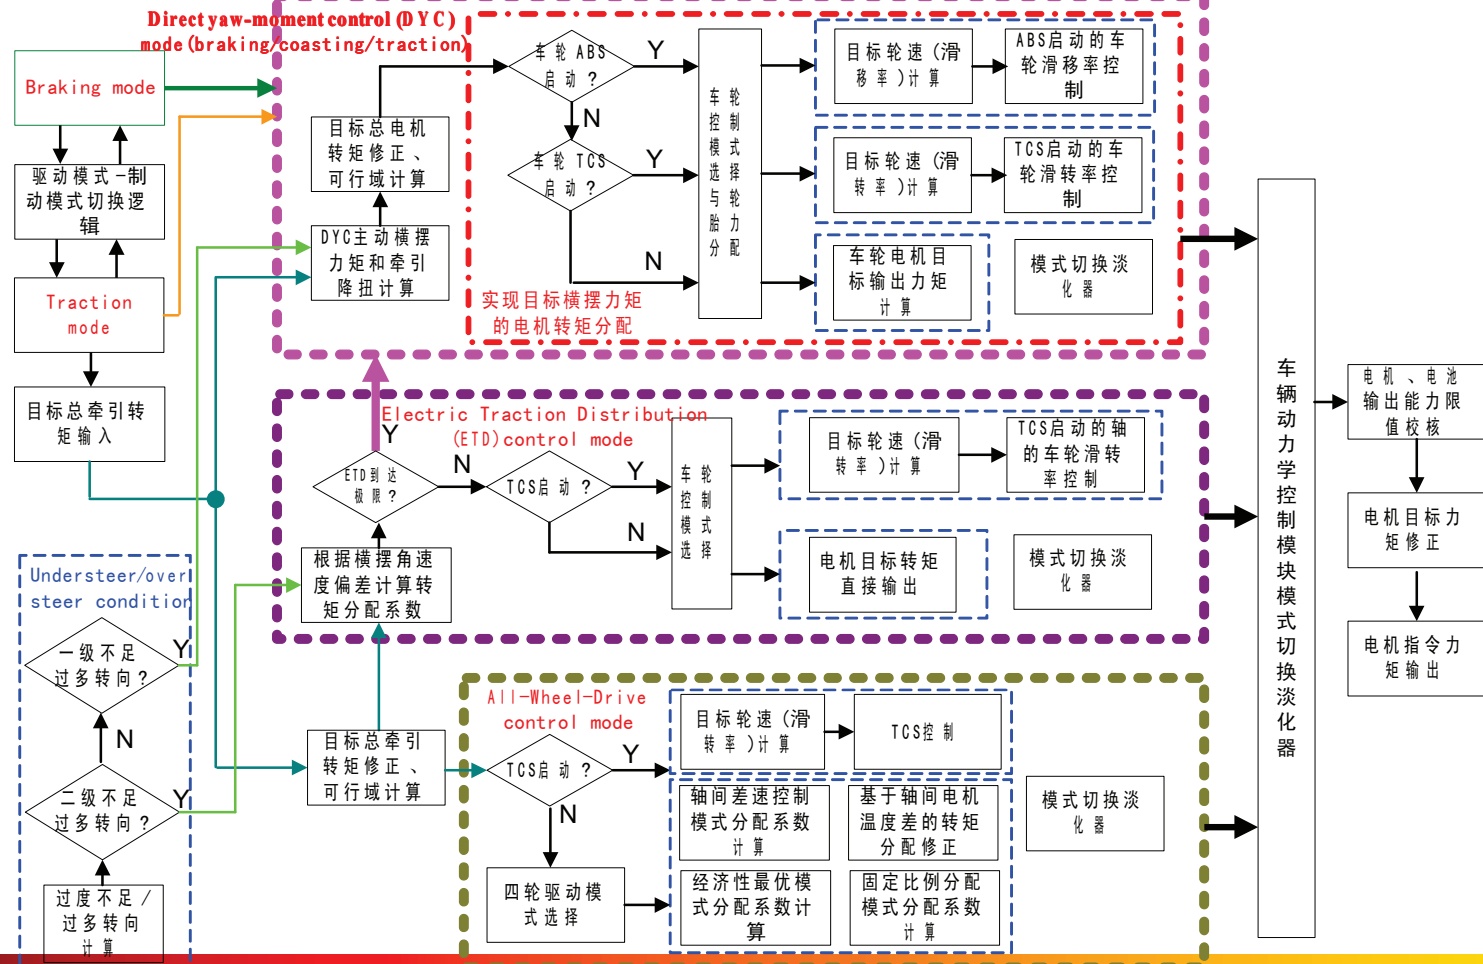 Direct yaw-moment control (DYC)
mode(braking/coasting/traction)
Braking mode
驱动模式-制
动模式切换逻
辑
Traction
mode
目标总牵引转
矩输入
Understeer/over
steer condition
一级不足
过多转向?
Y
N
二级不足
过多转向?
Y
过度不足/
过多转向
计算
目标总电机
转矩修正、
可行域计算
DYC主动横摆
力矩和牵引
降扭计算
车轮ABS
启动?
Y
N
车轮TCS
启动?
Y
N
实现目标横摆力矩
的电机转矩分配
车轮
控制
模式
选择
与轮
胎力
分配
目标轮速(滑
移率)计算
ABS启动的车
轮滑移率控
制
目标轮速(滑
转率)计算
TCS启动的车
轮滑转率控
制
车轮电机目
标输出力矩
计算
模式切换淡
化器
Electric Traction Distribution
(ETD)control mode
Y
ETD到达
极限?
N
TCS启动?
Y
N
根据横摆角速
度偏差计算转
矩分配系数
车轮
控制
模式
选择
目标轮速(滑
转率)计算
TCS启动的轴
的车轮滑转
率控制
电机目标转矩
直接输出
模式切换淡
化器
目标总牵引
转矩修正、
可行域计算
All-Wheel-Drive
control mode
TCS启动?
Y
N
四轮驱动模
式选择
目标轮速(滑
转率)计算
TCS控制
轴间差速控制
模式分配系数
计算
基于轴间电机
温度差的转矩
分配修正
经济性最优模
式分配系数计
算
固定比例分配
模式分配系数
计算
模式切换淡
化器
车辆动力学控制模块模式切换淡化器
电机、电池
输出能力限
值校核
电机目标力
矩修正
电机指令力
矩输出